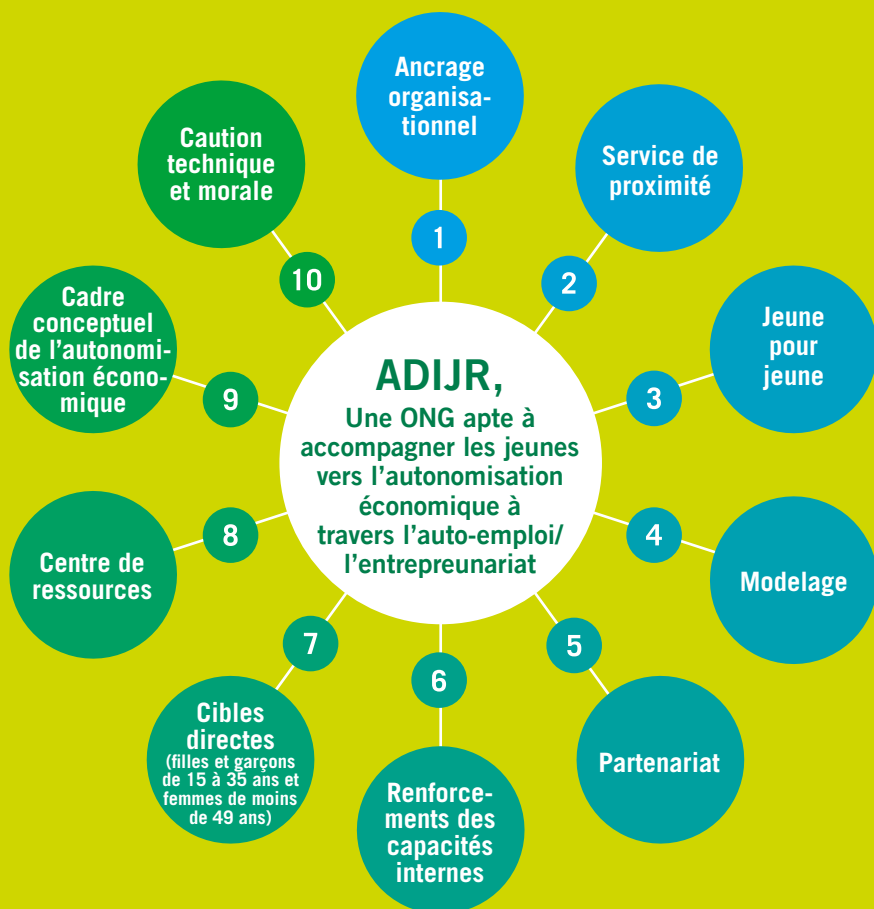 ADIJR,
Une ONG apte à
accompagner les jeunes
vers l'autonomisation
économique à
travers l'auto-emploi/
l'entrepreunariat
1
Ancrage
organisa-
tionnel
2
Service de
proximité
3
Jeune
pour
jeune
4
Modelage
5
Partenariat
6
Renforce-
ments des
capacités
internes
7
Cibles
directes
(filles et garçons
de 15 à 35 ans et
femmes de moins
de 49 ans)
8
Centre de
ressources
9
Cadre
conceptuel
de l'autonomi-
sation écono-
mique
10
Caution
technique
et morale